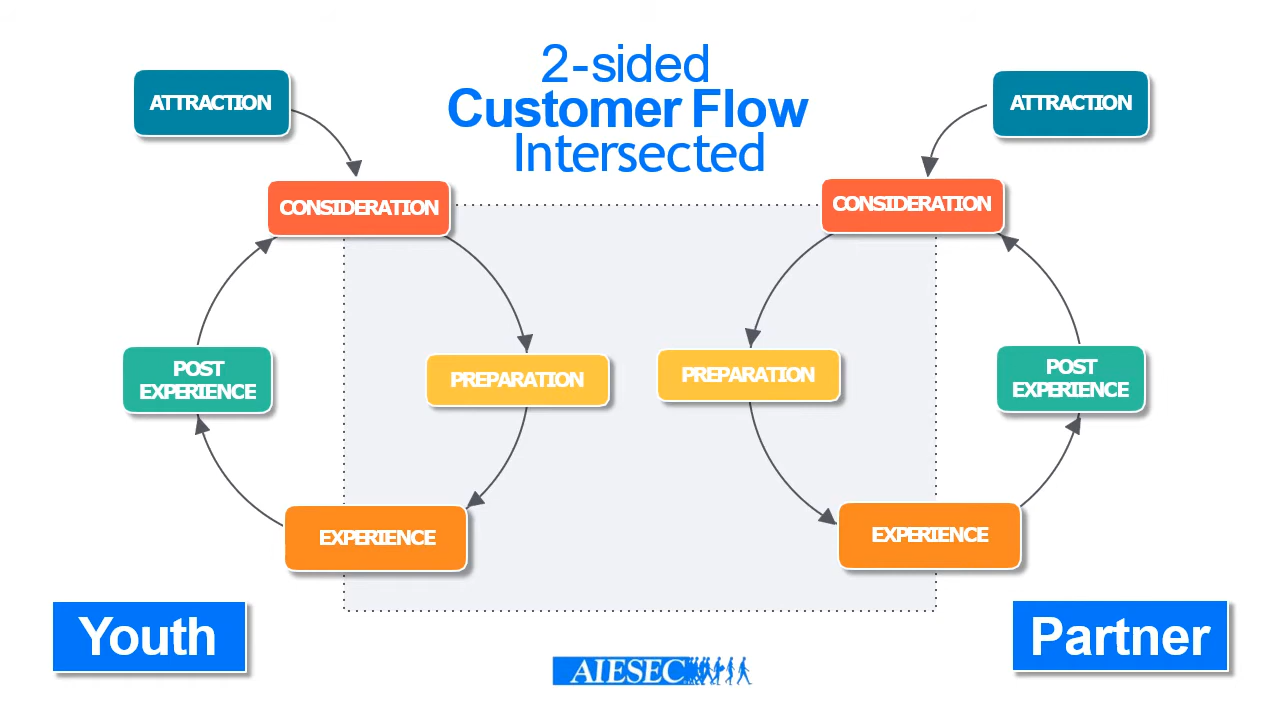 2-sided
Customer Flow
Intersected
ATTRACTION
CONSIDERATION
PREPARATION
EXPERIENCE
POST
EXPERIENCE
Youth
ATTRACTION
CONSIDERATION
PREPARATION
EXPERIENCE
POST
EXPERIENCE
Partner
AIESEC